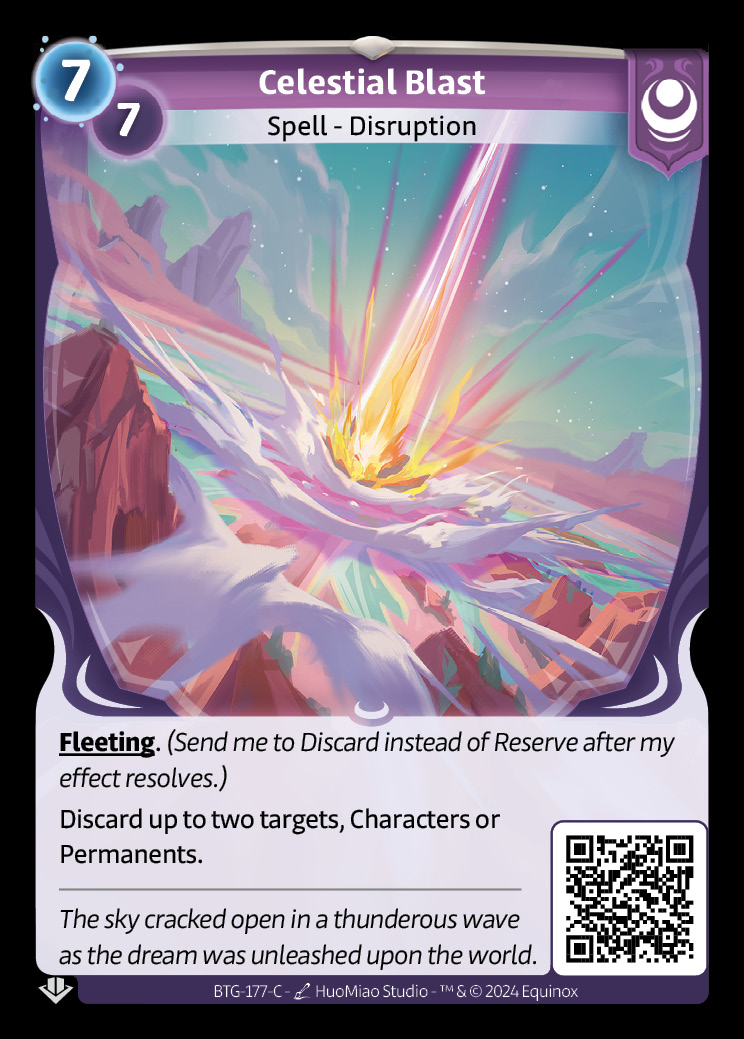 7
7
Celestial Blast
Spell - Disruption
Fleeting. (Send me to Discard instead of Reserve after my
effect resolves.)
Discard up to two targets, Characters or
Permanents.
The sky cracked open in a thunderous wave
as the dream was unleashed upon the world.
BTG-177-C - HuoMiao Studio - ™ & © 2024 Equinox